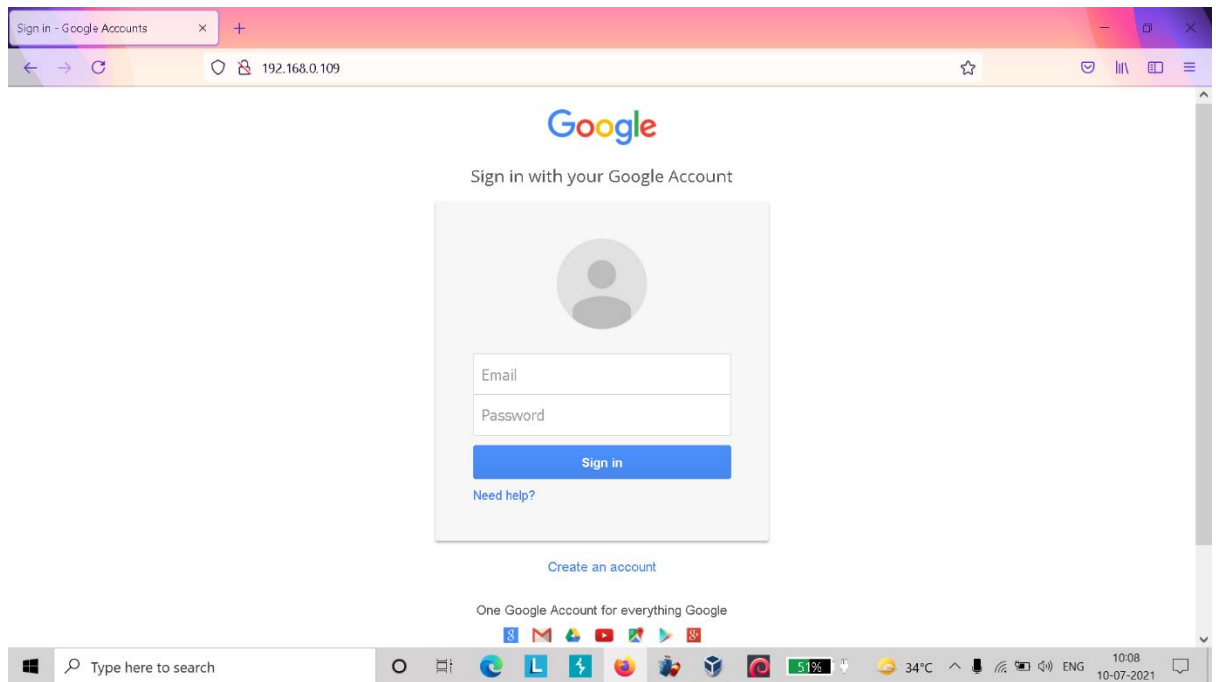 Sign in - Google Accounts
192.168.0.109
Google
Sign in with your Google Account
Email
Password
Sign in
Need help?
Create an account
One Google Account for everything Google
Type here to search
L
51%
34°C
ENG
10:08
10-07-2021